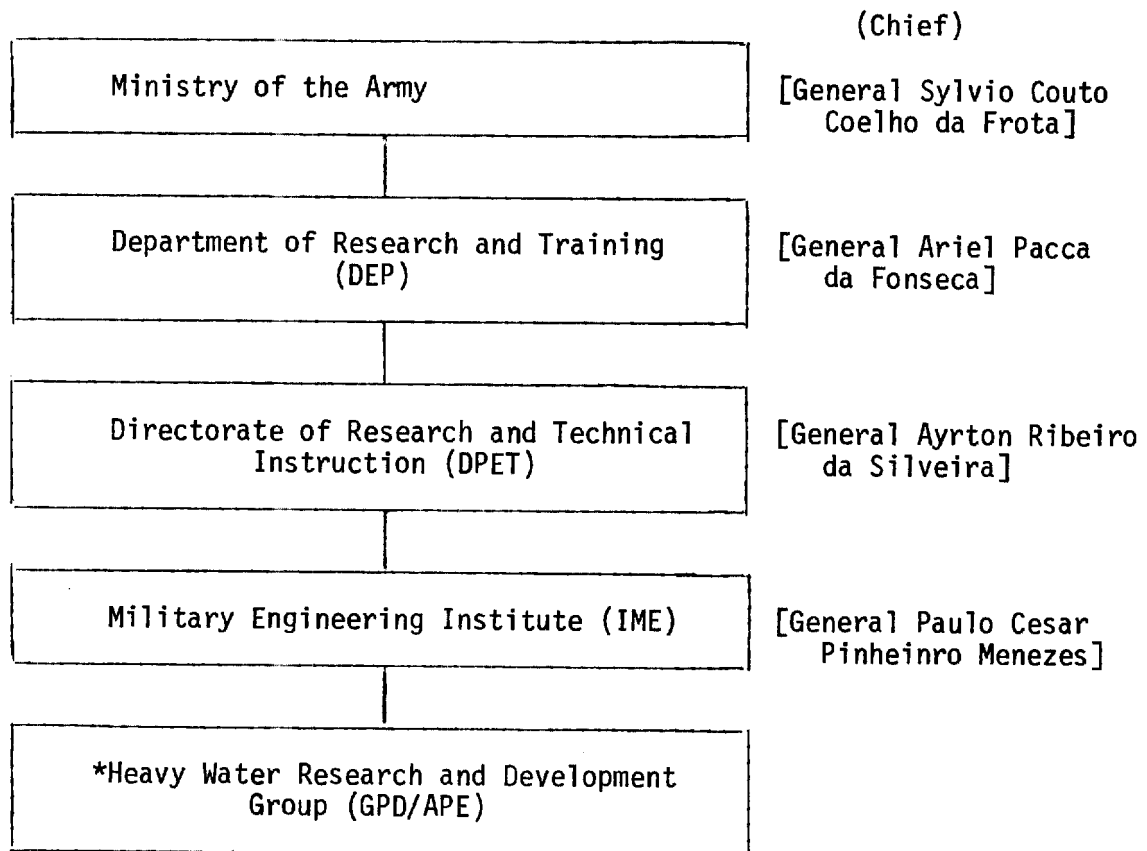 (Chief)
Ministry of the Army
[General Sylvio Couto
Coelho da Frota]
Department of Research and Training
(DEP)
[General Ariel Pacca
da Fonseca]
Directorate of Research and Technical
Instruction (DPET)
[General Ayrton Ribeiro
da Silveira]
Military Engineering Institute (IME)
[General Paulo Cesar
Pinheinro Menezes]
*Heavy Water Research and Development
Group (GPD/APE)